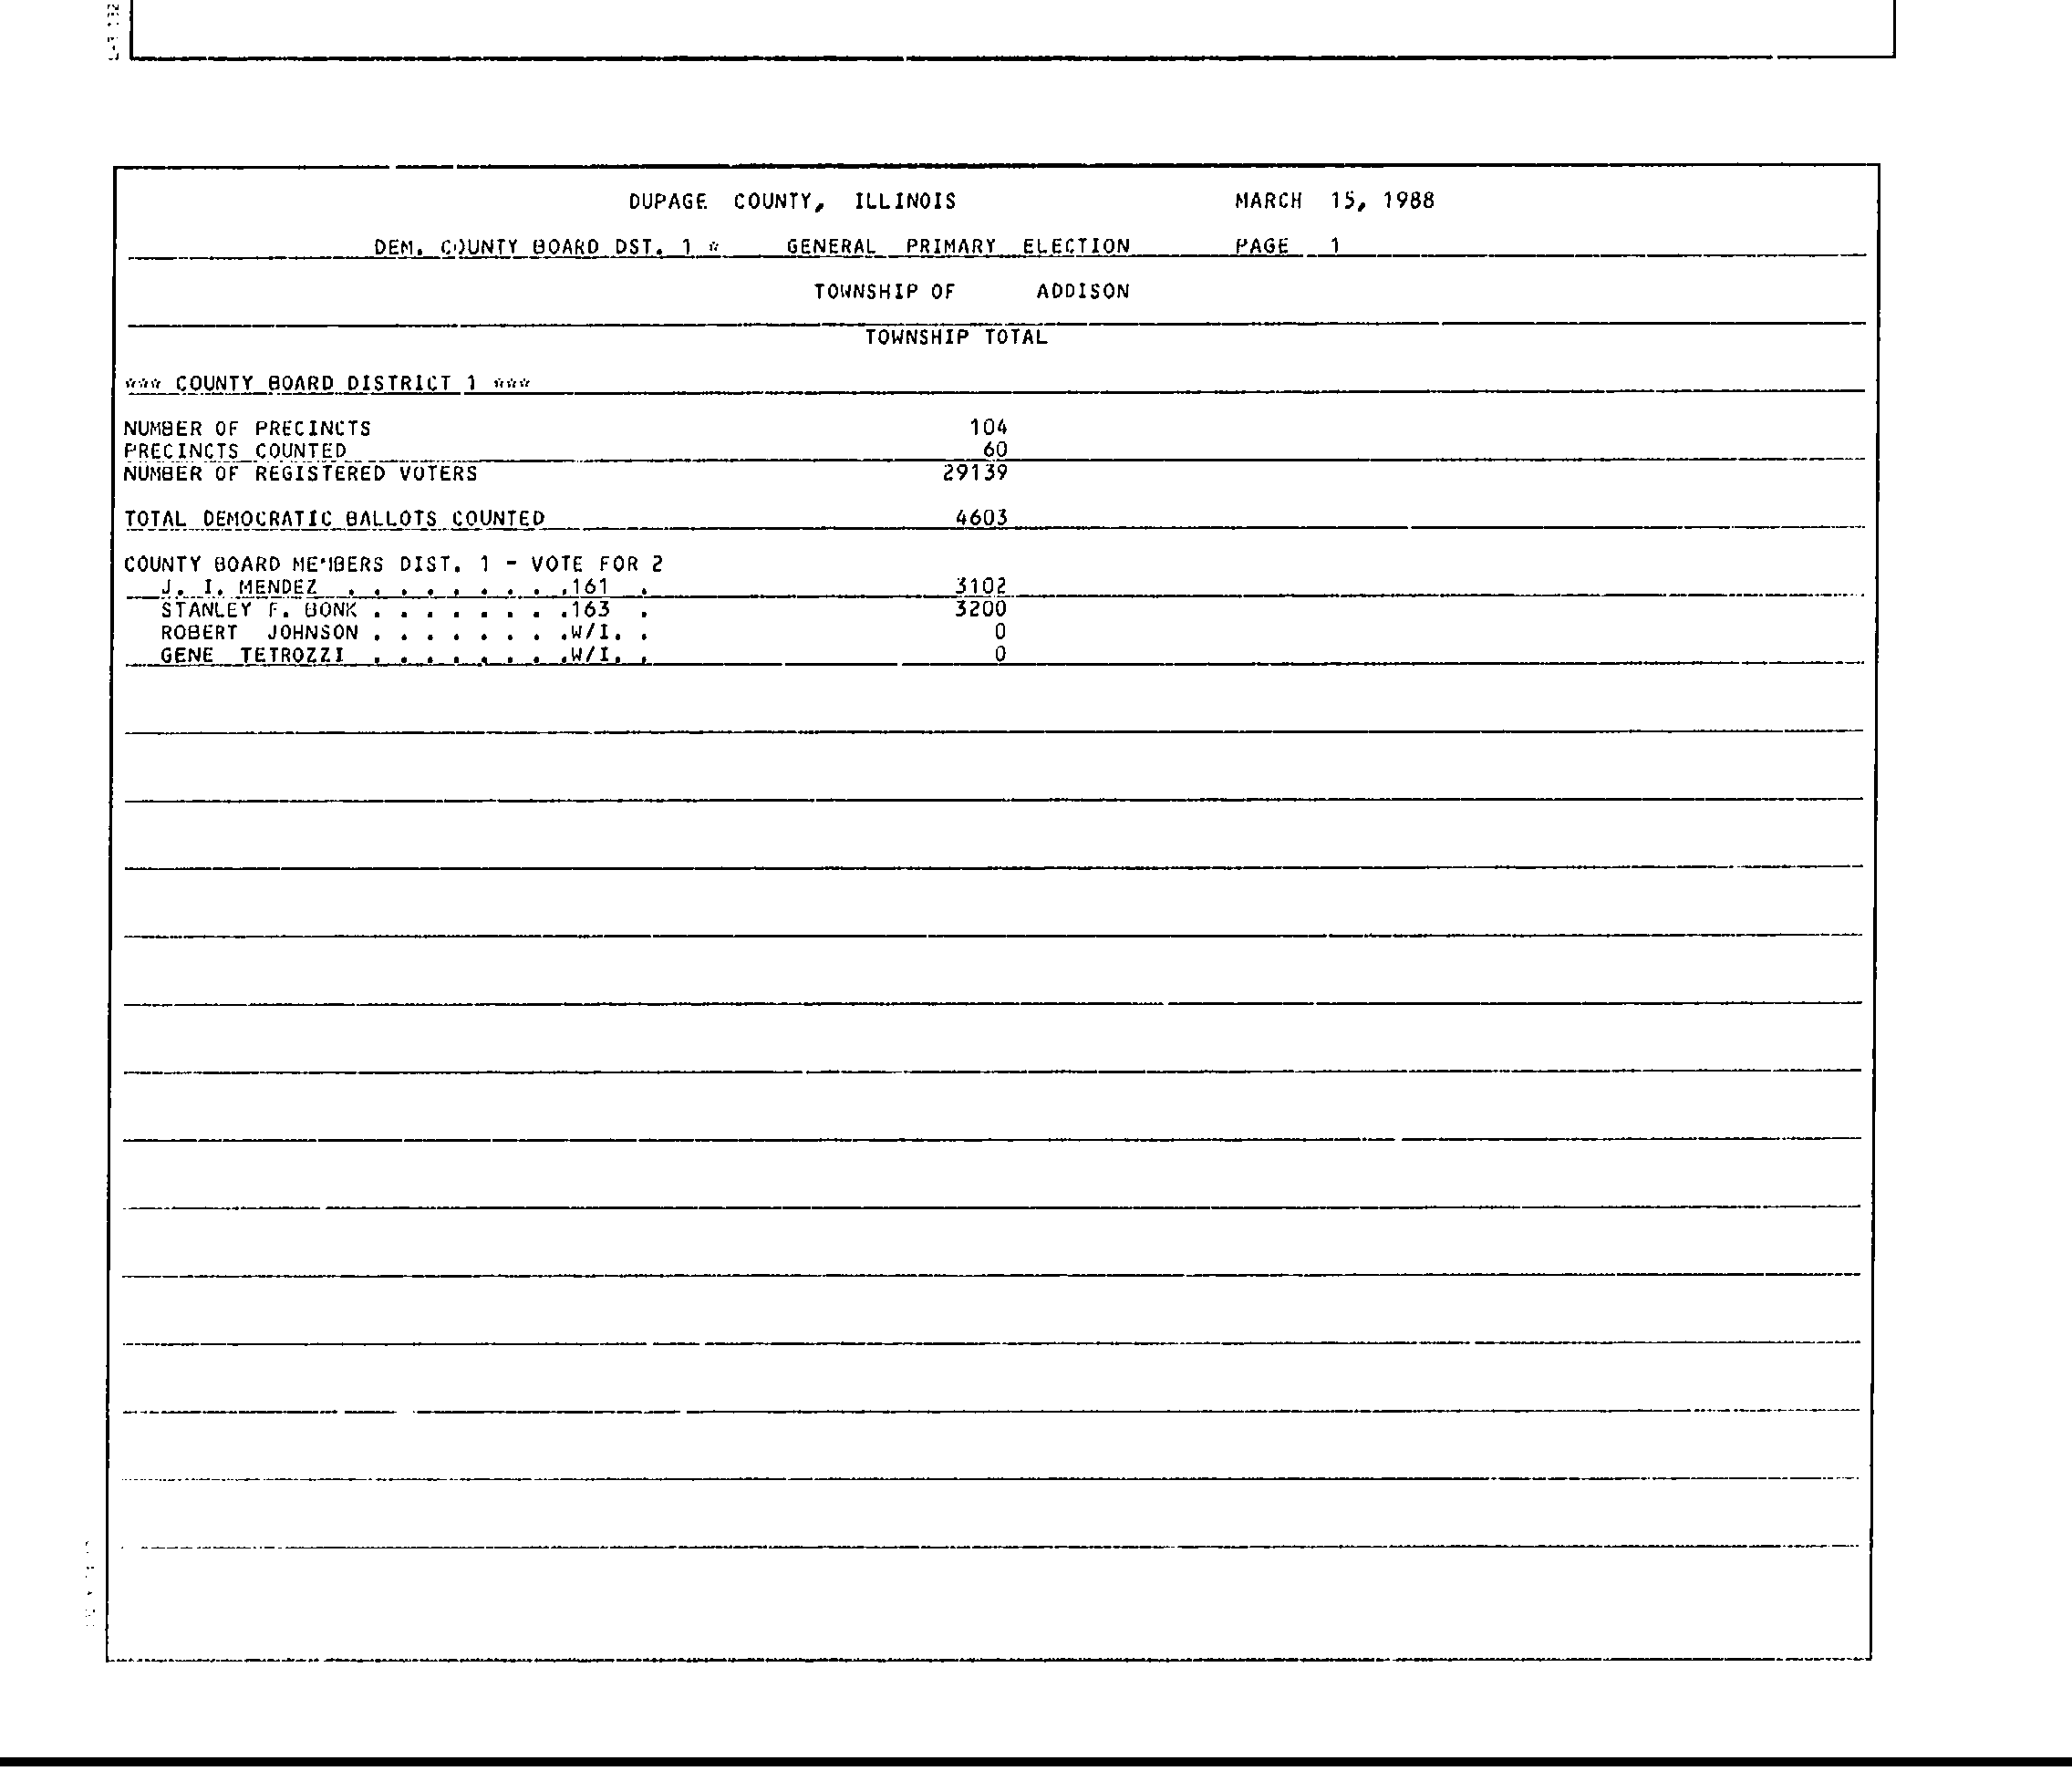 DUPAGE COUNTY, ILLINOIS MARCH 15, 1988
DEM. COUNTY BOARD DST. 1 * GENERAL PRIMARY ELECTION PAGE 1
TOWNSHIP OF ADDISON
TOWNSHIP TOTAL
*** COUNTY BOARD DISTRICT 1 ***
NUMBER OF PRECINCTS 104
PRECINCTS COUNTED 60
NUMBER OF REGISTERED VOTERS 29139
TOTAL DEMOCRATIC BALLOTS COUNTED 4603
COUNTY BOARD MEMBERS DIST. 1 - VOTE FOR 2
J. I. MENDEZ . . . . . . . . .161 . 3102
STANLEY F. BONK . . . . . . . .163 . 3200
ROBERT JOHNSON . . . . . . . .W/I. . 0
GENE TETROZZI . . . . . . . .W/I. . 0